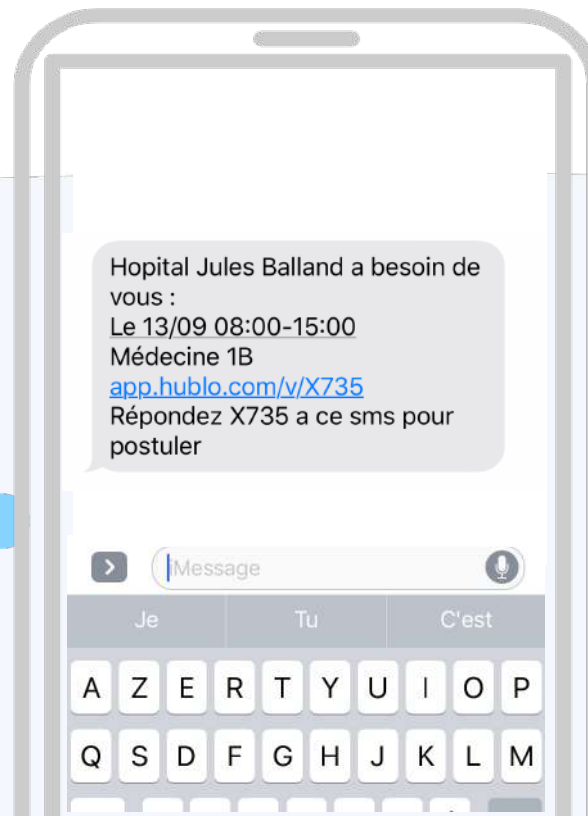 Hopital Jules Balland a besoin de
vous :
Le 13/09 08:00-15:00
Médecine 1B
app.hublo.com/v/X735
Répondez X735 a ce sms pour
postuler
iMessage
Je Tu C'est
A Z E R T Y U I O P
Q S D F G H J K L M